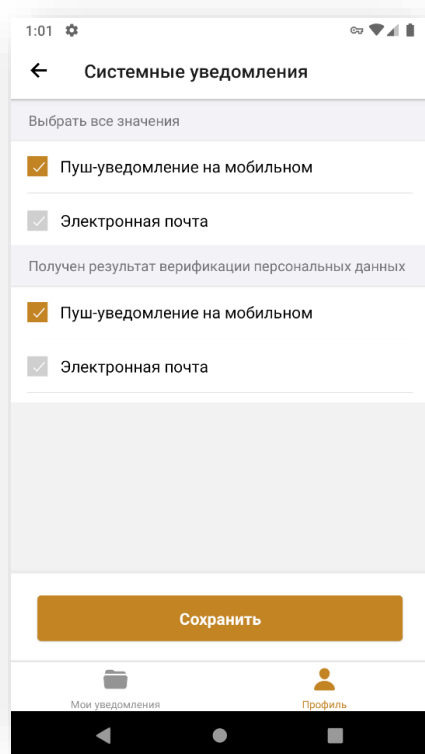 1:01
Системные уведомления
Выбрать все значения
Пуш-уведомление на мобильном
Электронная почта
Получен результат верификации персональных данных
Пуш-уведомление на мобильном
Электронная почта
Сохранить
Мои уведомления
Профиль